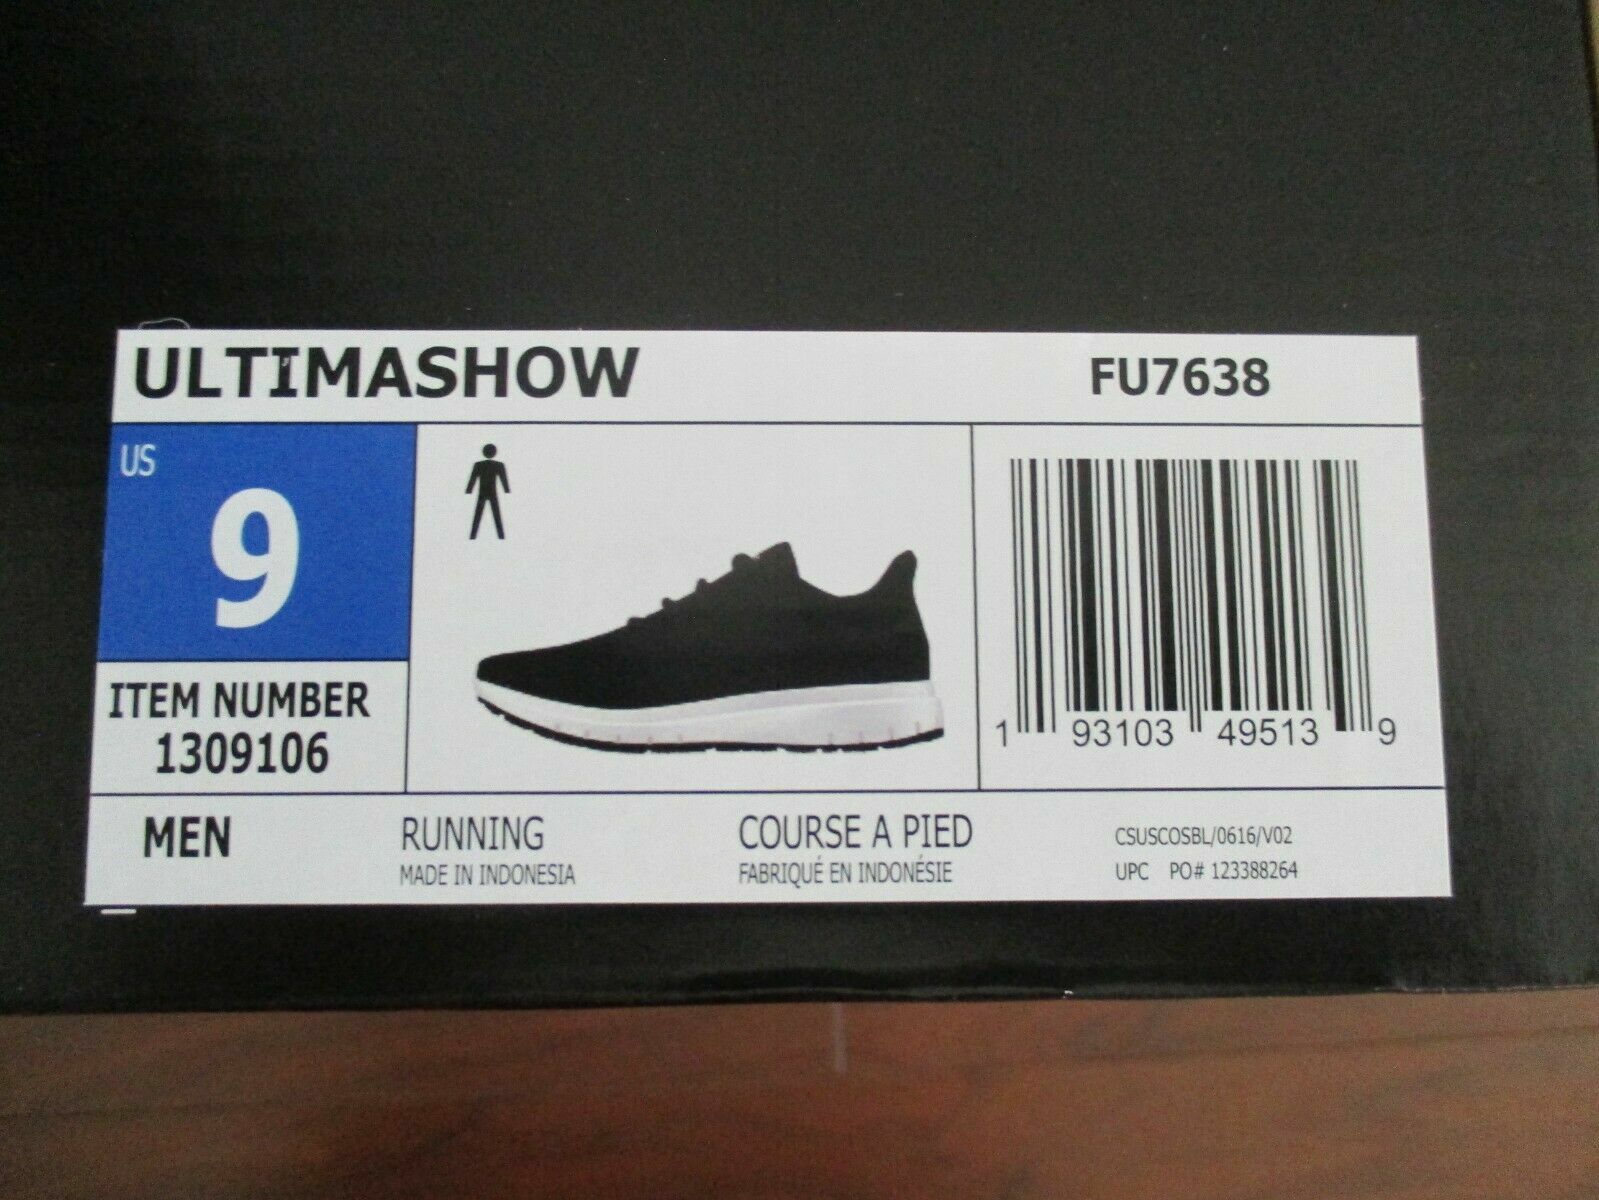 ULTIMASHOW FU7638
US
9
ITEM NUMBER
1309106
1 93103 49513 9
MEN RUNNING COURSE A PIED CSUSCOSBL/0616/V02
MADE IN INDONESIA FABRIQUÉ EN INDONÉSIE UPC PO# 123388264